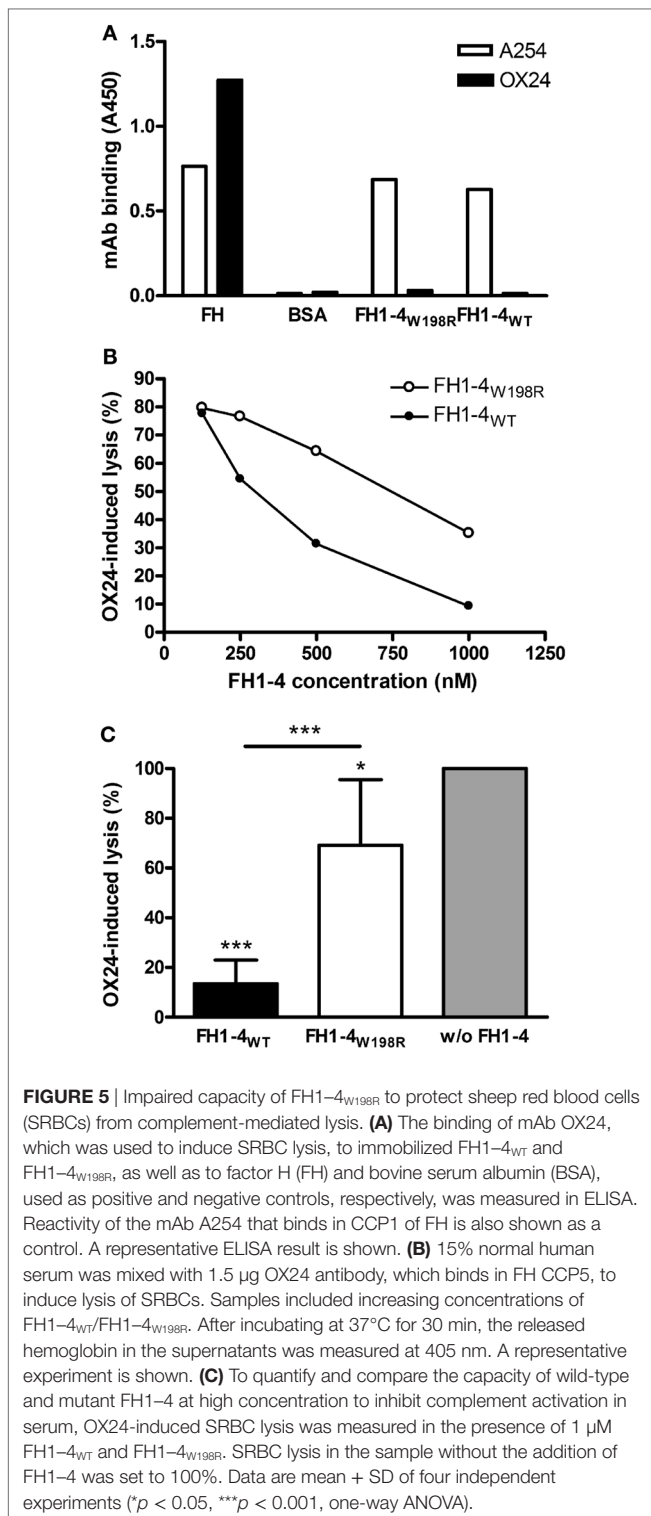 A
A254
OX24
mAb binding (A450)
1.5
1.0
0.5
0.0
FH BSA FH1-4W198R FH1-4WT
B
FH1-4W198R
FH1-4WT
OX24-induced lysis (%)
90
80
70
60
50
40
30
20
10
0
0 250 500 750 1000 1250
FH1-4 concentration (nM)
C
***
*
***
OX24-induced lysis (%)
100
80
60
40
20
0
FH1-4WT FH1-4W198R w/o FH1-4
FIGURE 5 | Impaired capacity of FH1–4W198R to protect sheep red blood cells
(SRBCs) from complement-mediated lysis. (A) The binding of mAb OX24,
which was used to induce SRBC lysis, to immobilized FH1–4WT and
FH1–4W198R, as well as to factor H (FH) and bovine serum albumin (BSA),
used as positive and negative controls, respectively, was measured in ELISA.
Reactivity of the mAb A254 that binds in CCP1 of FH is also shown as a
control. A representative ELISA result is shown. (B) 15% normal human
serum was mixed with 1.5 µg OX24 antibody, which binds in FH CCP5, to
induce lysis of SRBCs. Samples included increasing concentrations of
FH1–4WT/FH1–4W198R. After incubating at 37°C for 30 min, the released
hemoglobin in the supernatants was measured at 405 nm. A representative
experiment is shown. (C) To quantify and compare the capacity of wild-type
and mutant FH1–4 at high concentration to inhibit complement activation in
serum, OX24-induced SRBC lysis was measured in the presence of 1 µM
FH1–4WT and FH1–4W198R. SRBC lysis in the sample without the addition of
FH1–4 was set to 100%. Data are mean + SD of four independent
experiments (*p < 0.05, ***p < 0.001, one-way ANOVA).